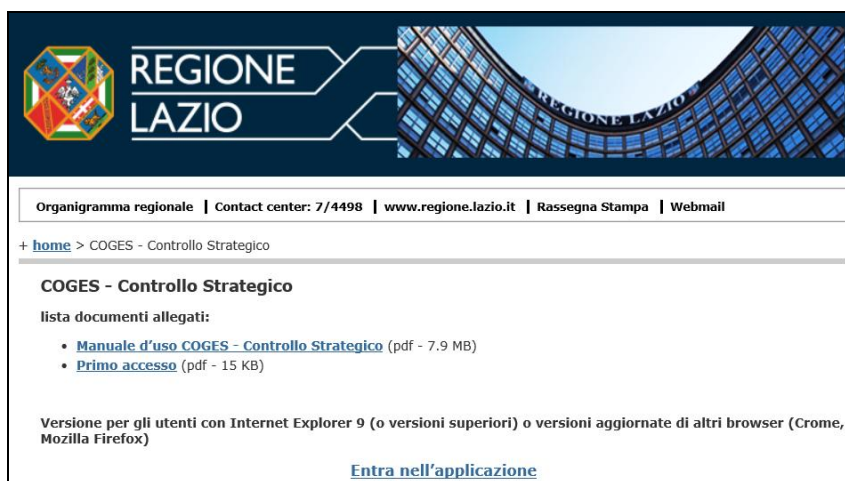 REGIONE
LAZIO
REGIONE LAZIO
Organigramma regionale | Contact center: 7/4498 | www.regione.lazio.it | Rassegna Stampa | Webmail
+ home > COGES - Controllo Strategico
COGES - Controllo Strategico
lista documenti allegati:
• Manuale d'uso COGES - Controllo Strategico (pdf - 7.9 MB)
• Primo accesso (pdf - 15 KB)
Versione per gli utenti con Internet Explorer 9 (o versioni superiori) o versioni aggiornate di altri browser (Crome,
Mozilla Firefox)
Entra nell'applicazione